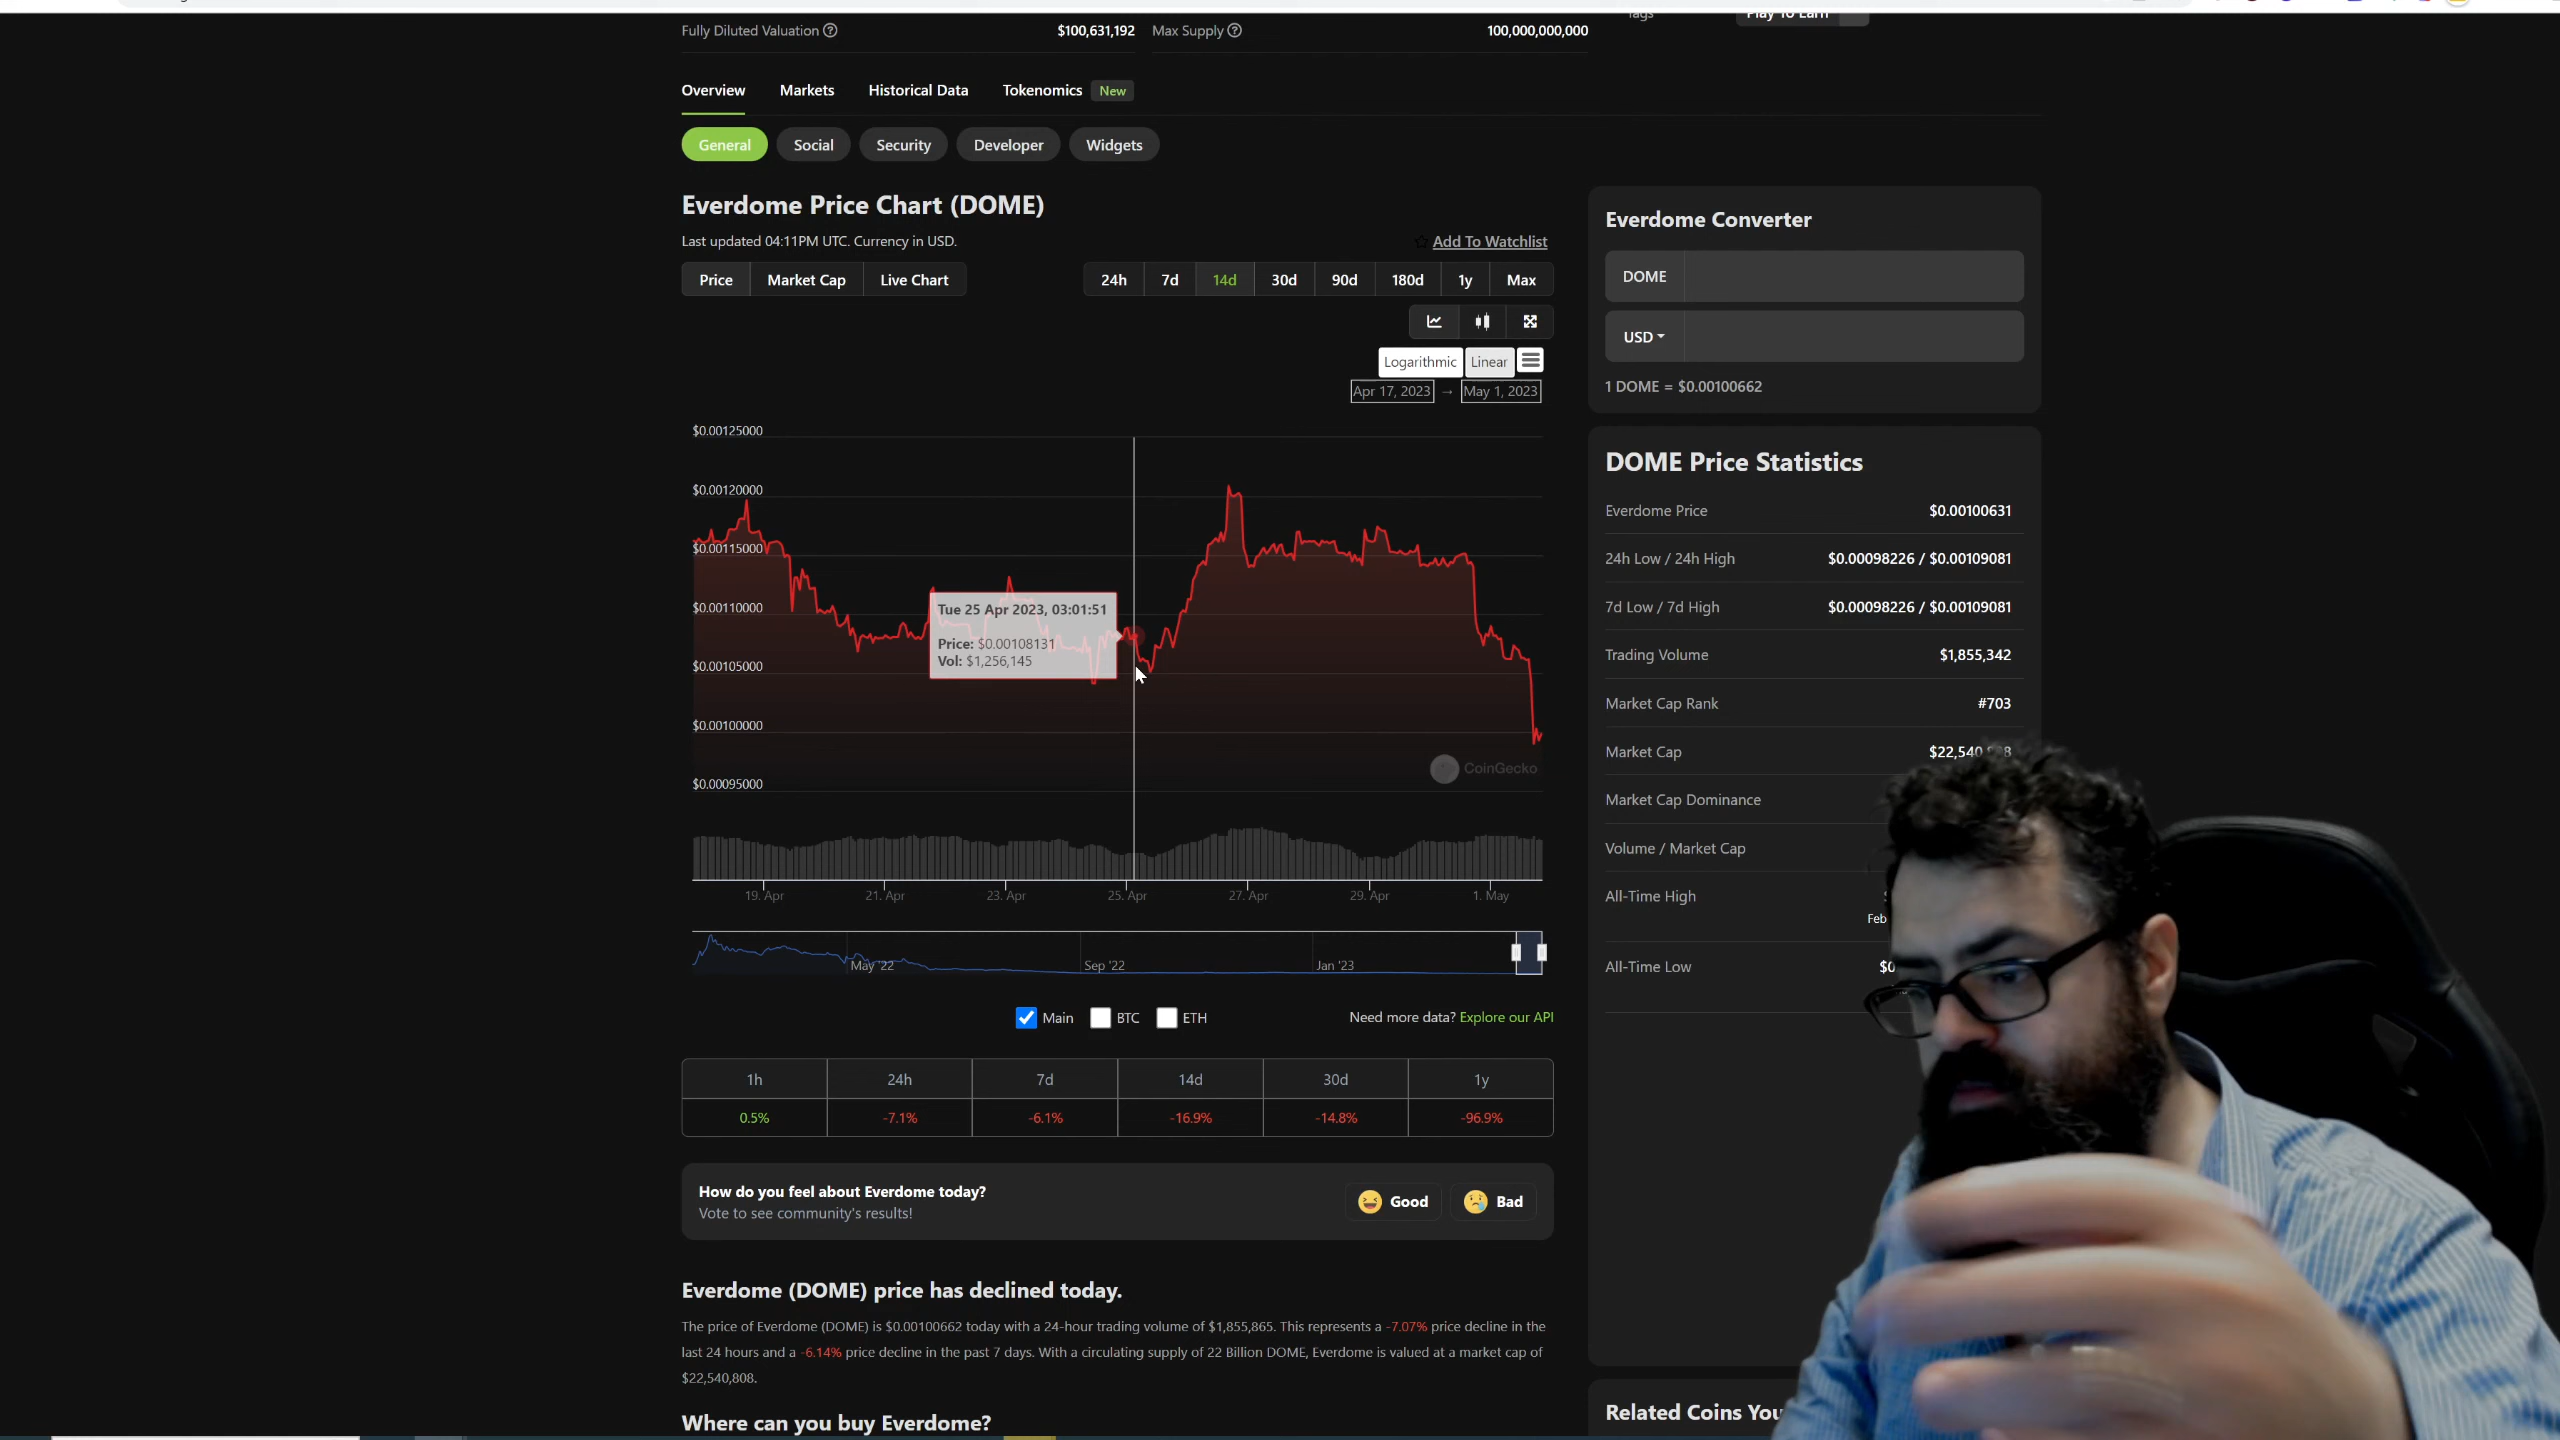 Fully Diluted Valuation $100,631,192 Max Supply 100,000,000,000
Tags Play To Earn
Overview Markets Historical Data Tokenomics New
General Social Security Developer Widgets
Everdome Price Chart (DOME)
Last updated 04:11PM UTC. Currency in USD.
Add To Watchlist
Price Market Cap Live Chart
24h 7d 14d 30d 90d 180d 1y Max
Logarithmic Linear
Apr 17, 2023 → May 1, 2023
$0.00125000
$0.00120000
$0.00115000
$0.00110000
$0.00105000
$0.00100000
$0.00095000
Tue 25 Apr 2023, 03:01:51
Price: $0.00108131
Vol: $1,256,145
CoinGecko
19. Apr 21. Apr 23. Apr 25. Apr 27. Apr 29. Apr 1. May
May '22 Sep '22 Jan '23
Main BTC ETH
Need more data? Explore our API
1h 24h 7d 14d 30d 1y
0.5% -7.1% -6.1% -16.9% -14.8% -96.9%
How do you feel about Everdome today?
Vote to see community's results!
Good Bad
Everdome (DOME) price has declined today.
The price of Everdome (DOME) is $0.00100662 today with a 24-hour trading volume of $1,855,865. This represents a -7.07% price decline in the
last 24 hours and a -6.14% price decline in the past 7 days. With a circulating supply of 22 Billion DOME, Everdome is valued at a market cap of
$22,540,808.
Where can you buy Everdome?
Everdome Converter
DOME
USD
1 DOME = $0.00100662
DOME Price Statistics
Everdome Price $0.00100631
24h Low / 24h High $0.00098226 / $0.00109081
7d Low / 7d High $0.00098226 / $0.00109081
Trading Volume $1,855,342
Market Cap Rank #703
Market Cap
Market Cap Dominance
Volume / Market Cap
All-Time High
Feb
All-Time Low
Related Coins You